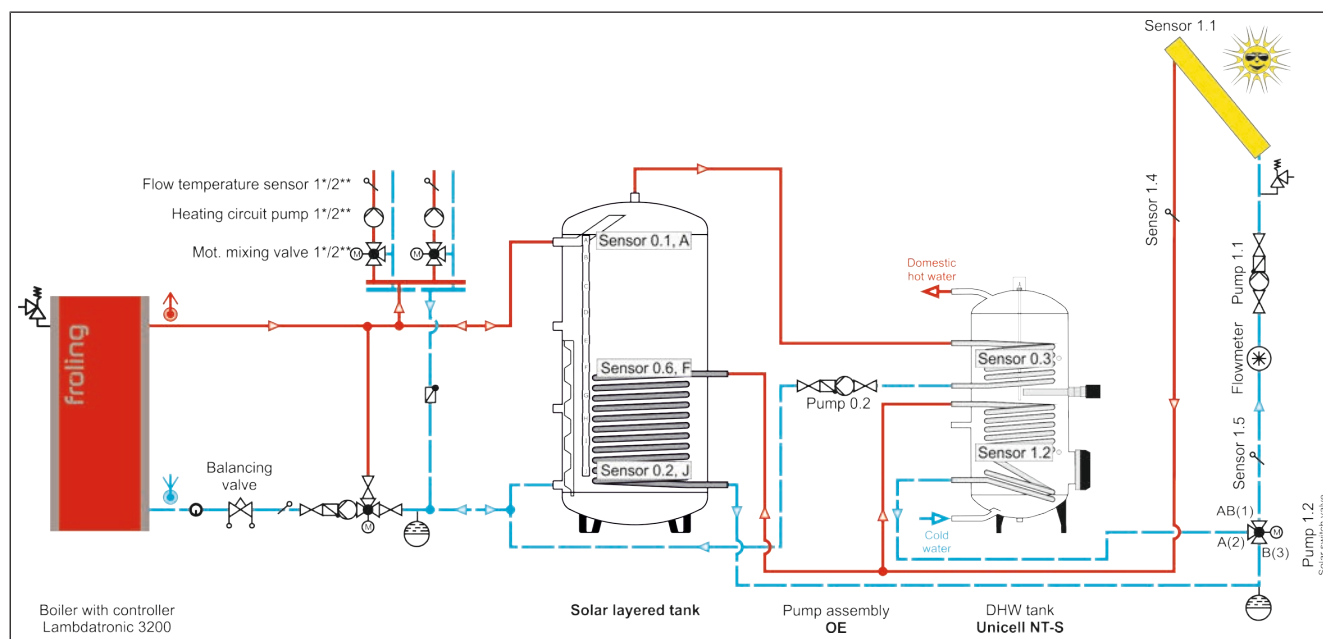 Sensor 1.1
Flow temperature sensor 1*/2**
Heating circuit pump 1*/2**
Mot. mixing valve 1*/2**
M
M
froling
Balancing
valve
M
Boiler with controller
Lambdatronic 3200
Sensor 0.1, A
A
B
C
D
E
F
G
H
I
J
Sensor 0.6, F
Sensor 0.2, J
Solar layered tank
Pump 0.2
Pump assembly
OE
Domestic
hot water
Sensor 0.3
Sensor 1.2
Cold
water
DHW tank
Unicell NT-S
Sensor 1.4
Pump 1.1
Flowmeter
Sensor 1.5
AB(1)
A(2)
B(3)
M
Pump 1.2
Solar switch valve